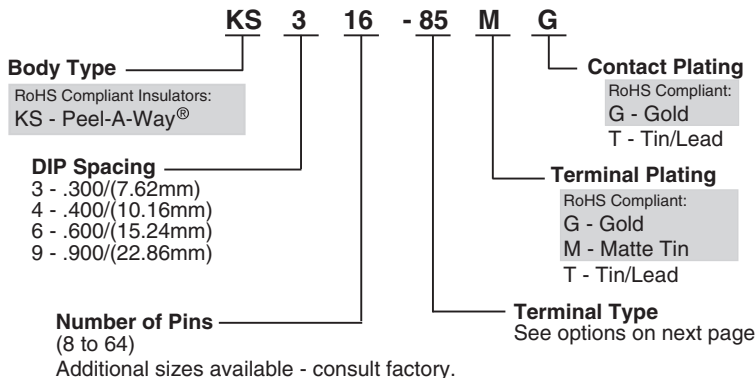 KS 3 16 - 85 M G
Body Type
RoHS Compliant Insulators:
KS - Peel-A-Way®
DIP Spacing
3 - .300/(7.62mm)
4 - .400/(10.16mm)
6 - .600/(15.24mm)
9 - .900/(22.86mm)
Number of Pins
(8 to 64)
Additional sizes available - consult factory.
Contact Plating
RoHS Compliant:
G - Gold
T - Tin/Lead
Terminal Plating
RoHS Compliant:
G - Gold
M - Matte Tin
T - Tin/Lead
Terminal Type
See options on next page